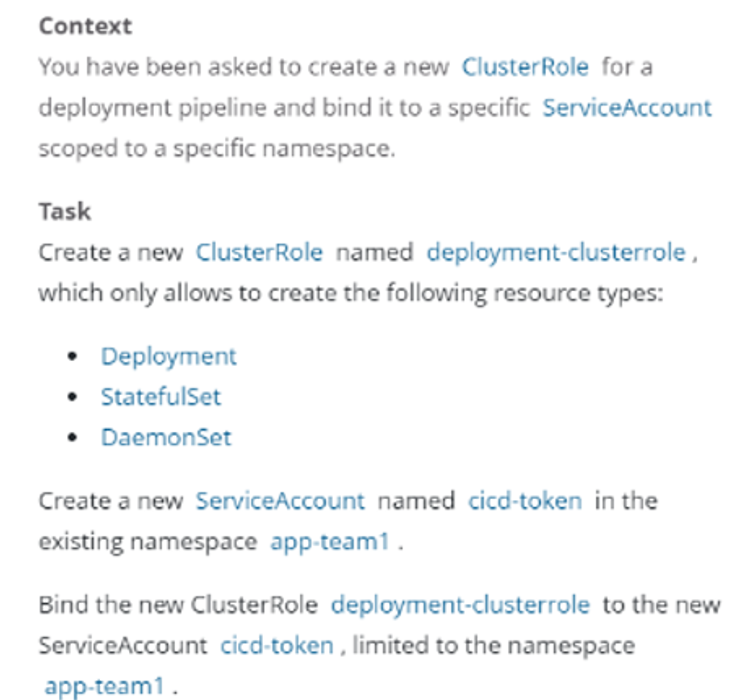 Context
You have been asked to create a new ClusterRole for a
deployment pipeline and bind it to a specific ServiceAccount
scoped to a specific namespace.
Task
Create a new ClusterRole named deployment-clusterrole ,
which only allows to create the following resource types:
• Deployment
• StatefulSet
• DaemonSet
Create a new ServiceAccount named cicd-token in the
existing namespace app-team1 .
Bind the new ClusterRole deployment-clusterrole to the new
ServiceAccount cicd-token , limited to the namespace
app-team1 .